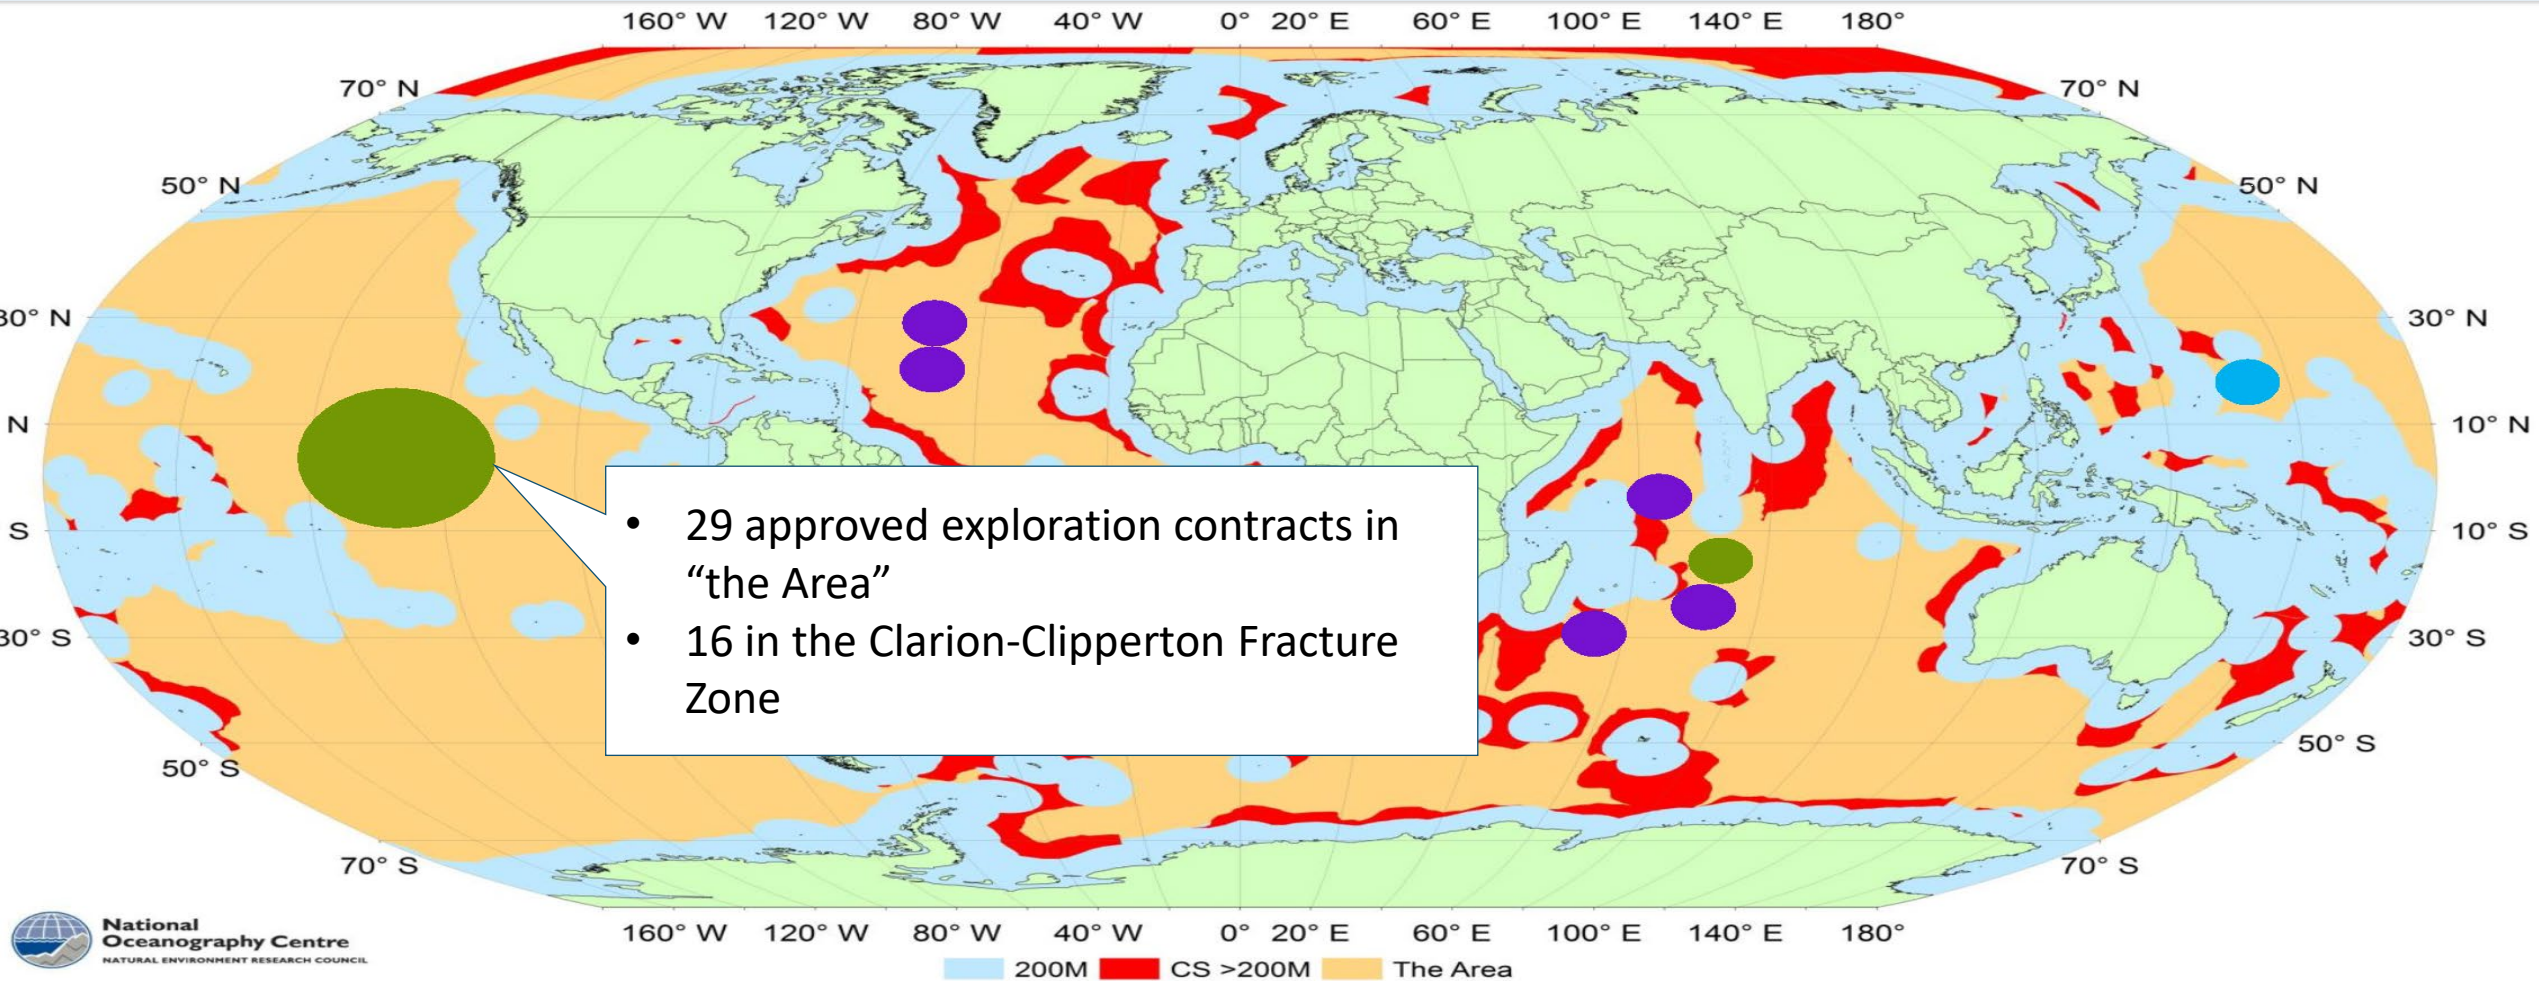 160° W 120° W 80° W 40° W 0° 20° E 60° E 100° E 140° E 180°
70° N 70° N
50° N 50° N
30° N 30° N
N 10° N
• 29 approved exploration contracts in
“the Area”
• 16 in the Clarion-Clipperton Fracture
Zone
S 10° S
30° S 30° S
50° S 50° S
70° S 70° S
National
Oceanography Centre
NATURAL ENVIRONMENT RESEARCH COUNCIL
160° W 120° W 80° W 40° W 0° 20° E 60° E 100° E 140° E 180°
200M CS >200M The Area